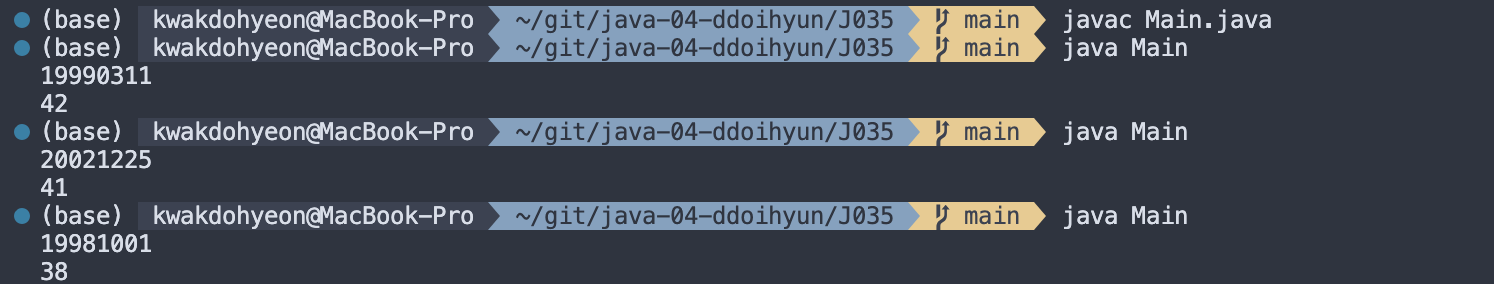 (base) kwakdohyeon@MacBook-Pro ~/git/java-04-ddoihyun/J035 main javac Main.java
(base) kwakdohyeon@MacBook-Pro ~/git/java-04-ddoihyun/J035 main java Main
19990311
42
(base) kwakdohyeon@MacBook-Pro ~/git/java-04-ddoihyun/J035 main java Main
20021225
41
(base) kwakdohyeon@MacBook-Pro ~/git/java-04-ddoihyun/J035 main java Main
19981001
38